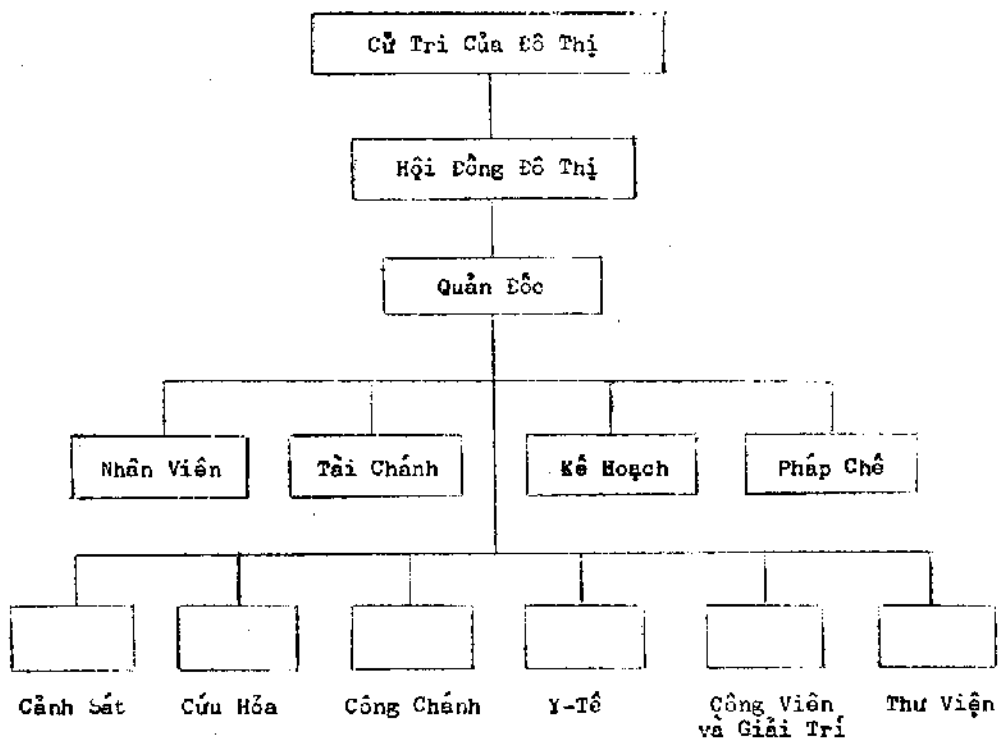 Cử Tri Của Đô Thị
Hội Đồng Đô Thị
Quản Đốc
Nhân Viên
Tài Chánh
Kế Hoạch
Pháp Chế
Cảnh Sát
Cứu Hỏa
Công Chánh
Y-Tế
Công Viên
và Giải Trí
Thư Viện